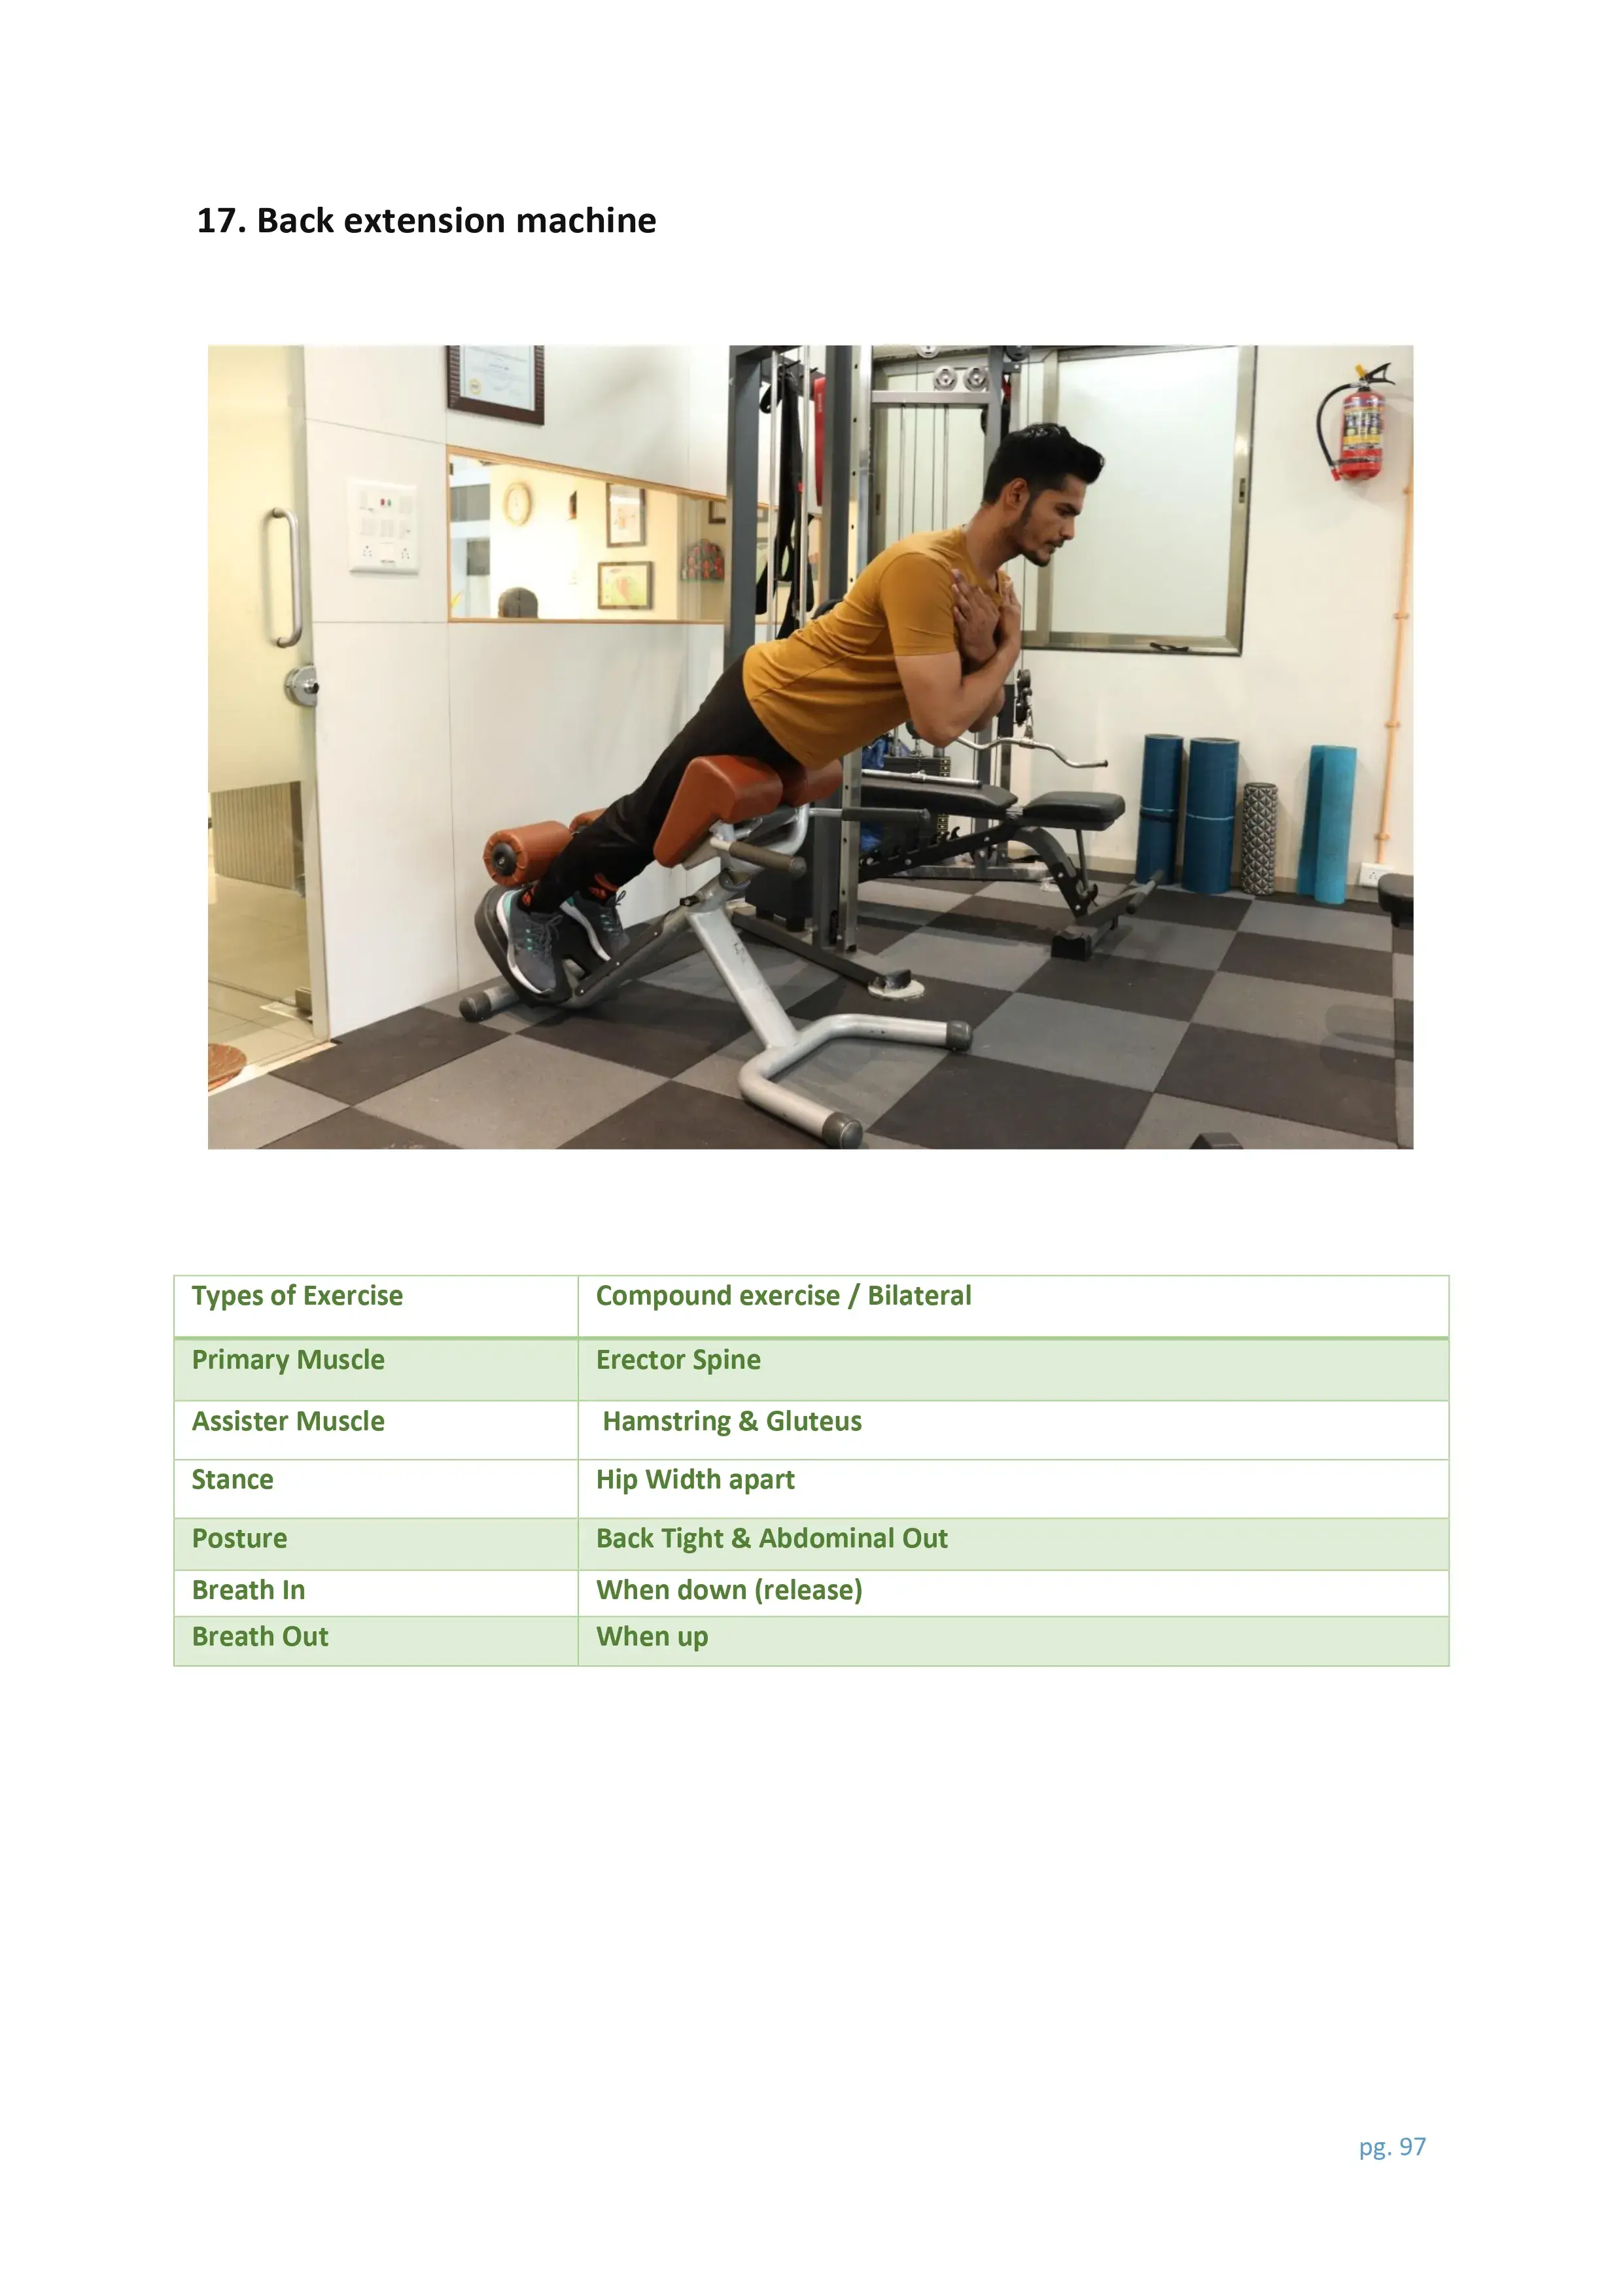 17. Back extension machine
Types of Exercise Compound exercise / Bilateral
Primary Muscle Erector Spine
Assister Muscle Hamstring & Gluteus
Stance Hip Width apart
Posture Back Tight & Abdominal Out
Breath In When down (release)
Breath Out When up
pg. 97